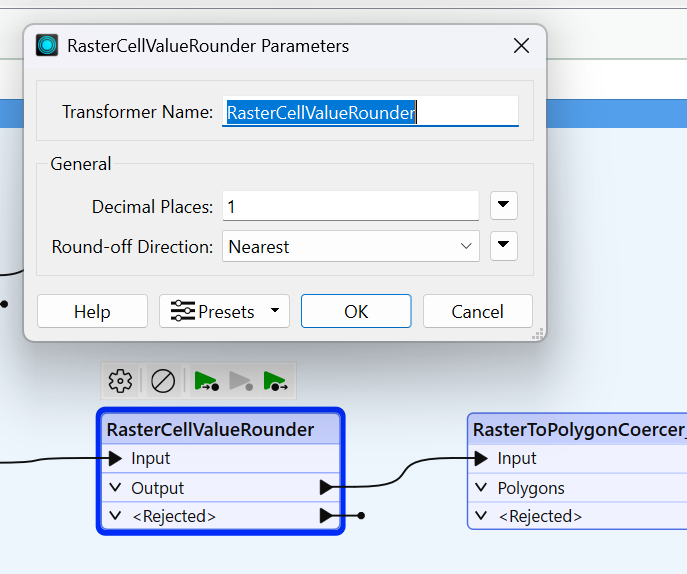 RasterCellValueRounder Parameters
Transformer Name: RasterCellValueRounder
General
Decimal Places: 1
Round-off Direction: Nearest
Help Presets OK Cancel
RasterCellValueRounder
Input
Output
<Rejected>
RasterToPolygonCoercer_
Input
Polygons
<Rejected>